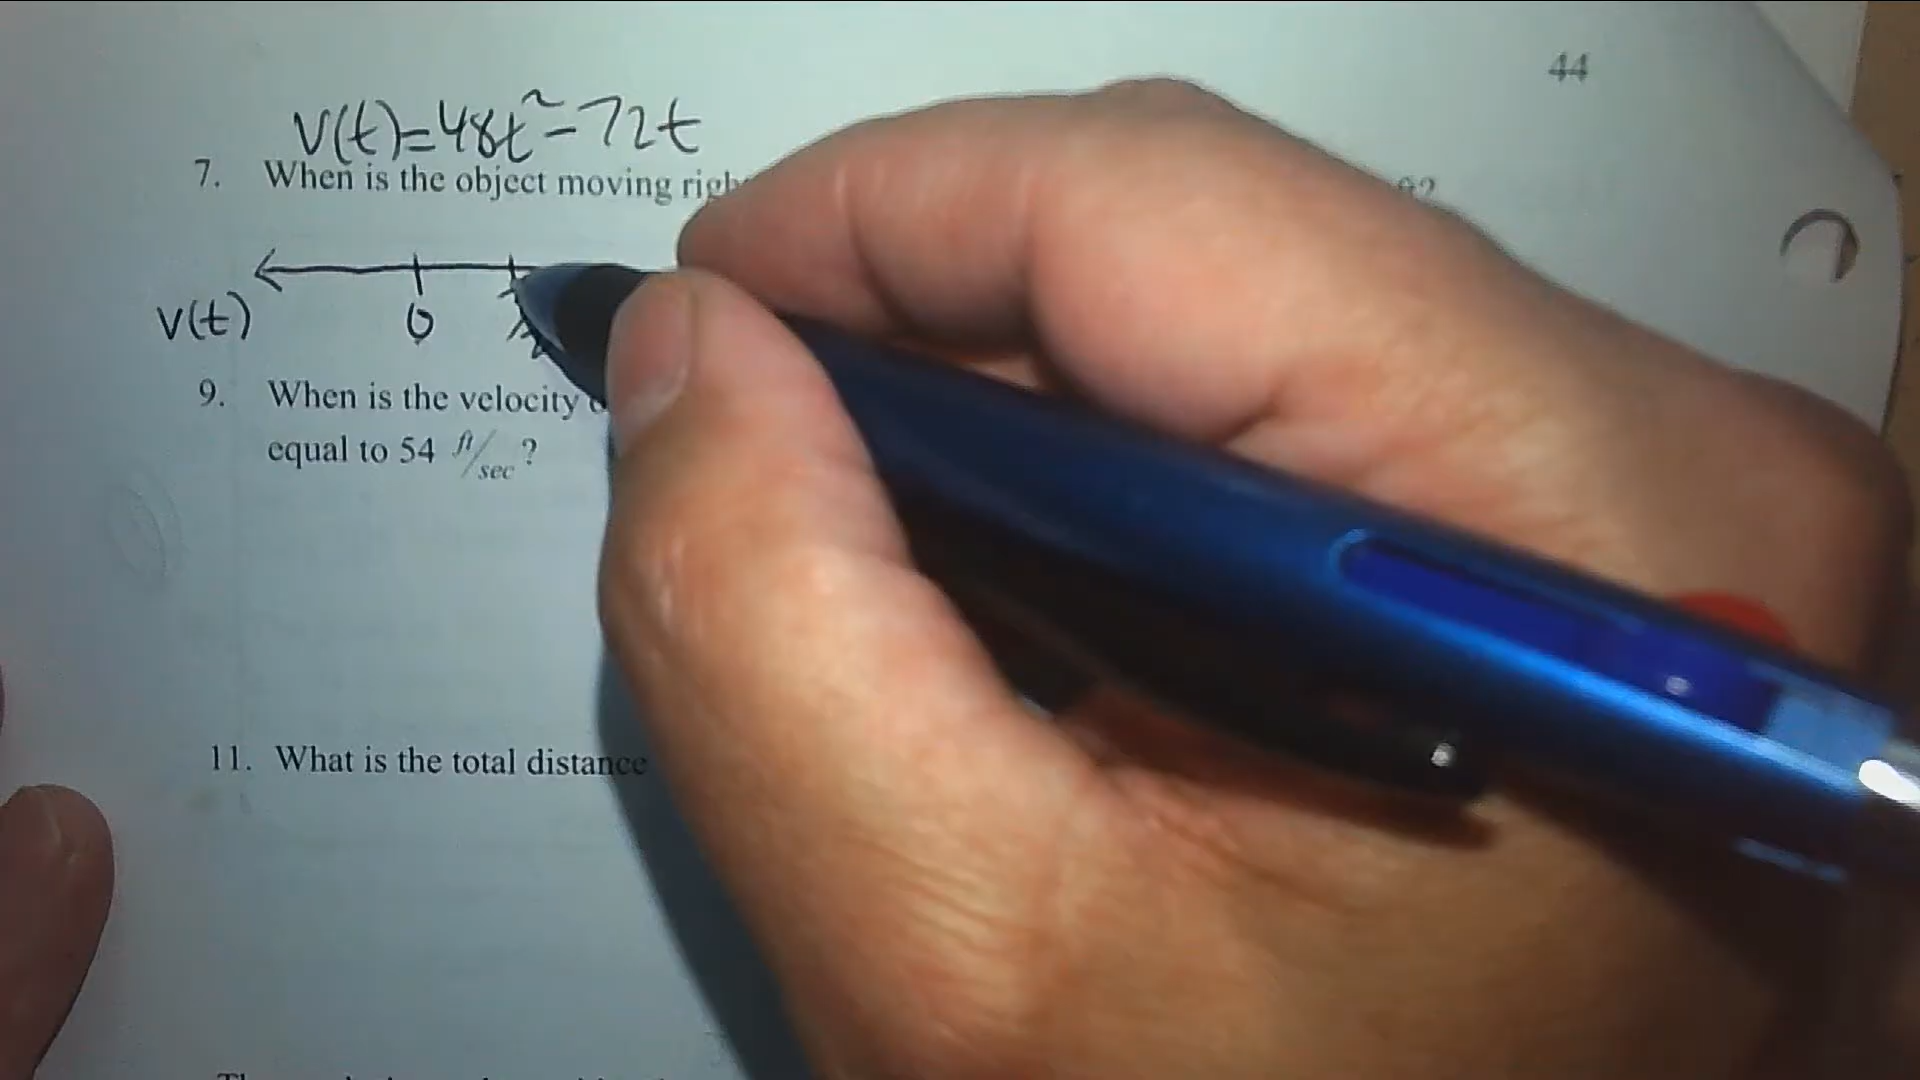 44
v(t)=48t²-72t
7. When is the object moving
v(t) 0
9. When is the velocity
equal to 54 ft/sec ?
11. What is the total distance